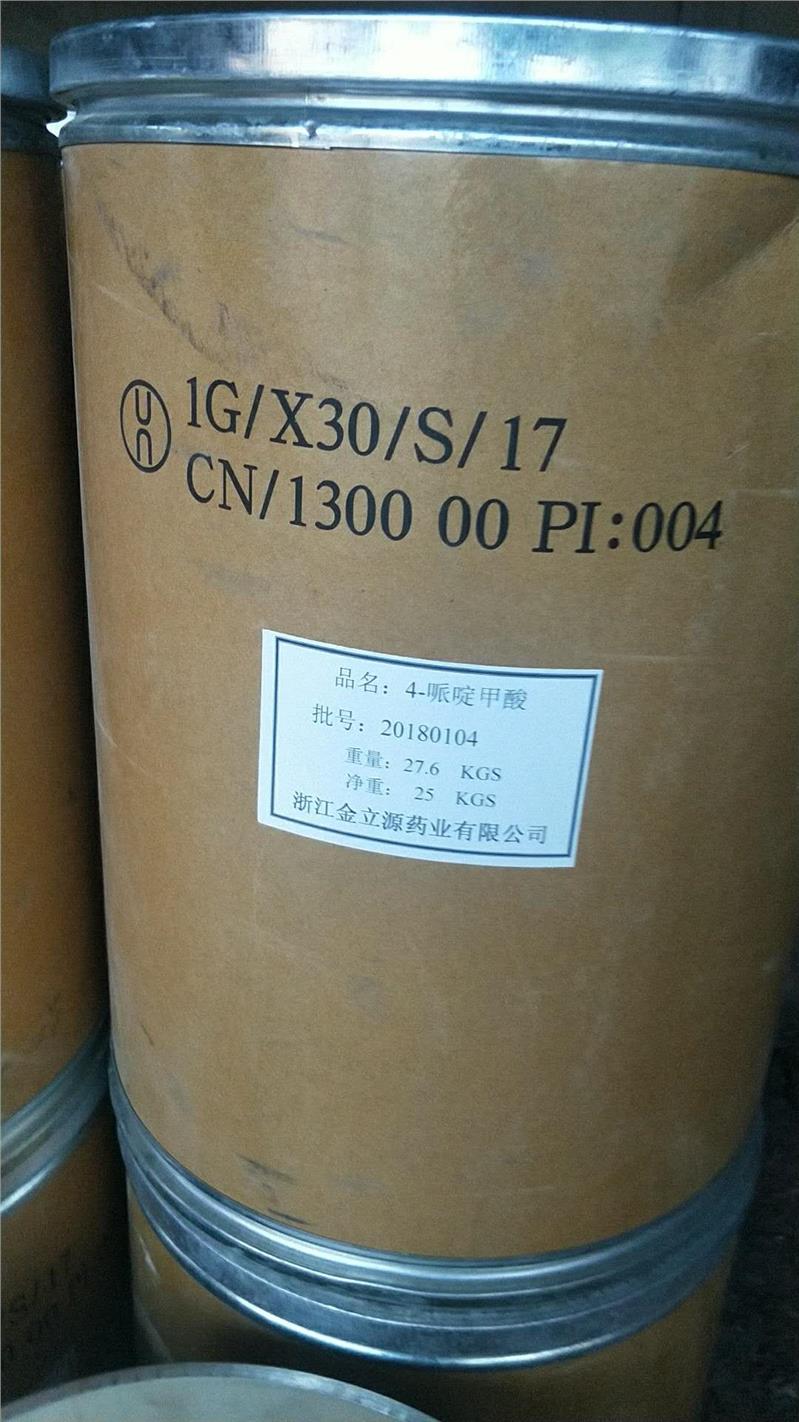 un
1G/X30/S/17
CN/1300 00 PI:004
品名：4-哌啶甲酸
批号：20180104
重量：27.6 KGS
净重：25 KGS
浙江金立源药业有限公司
S/17